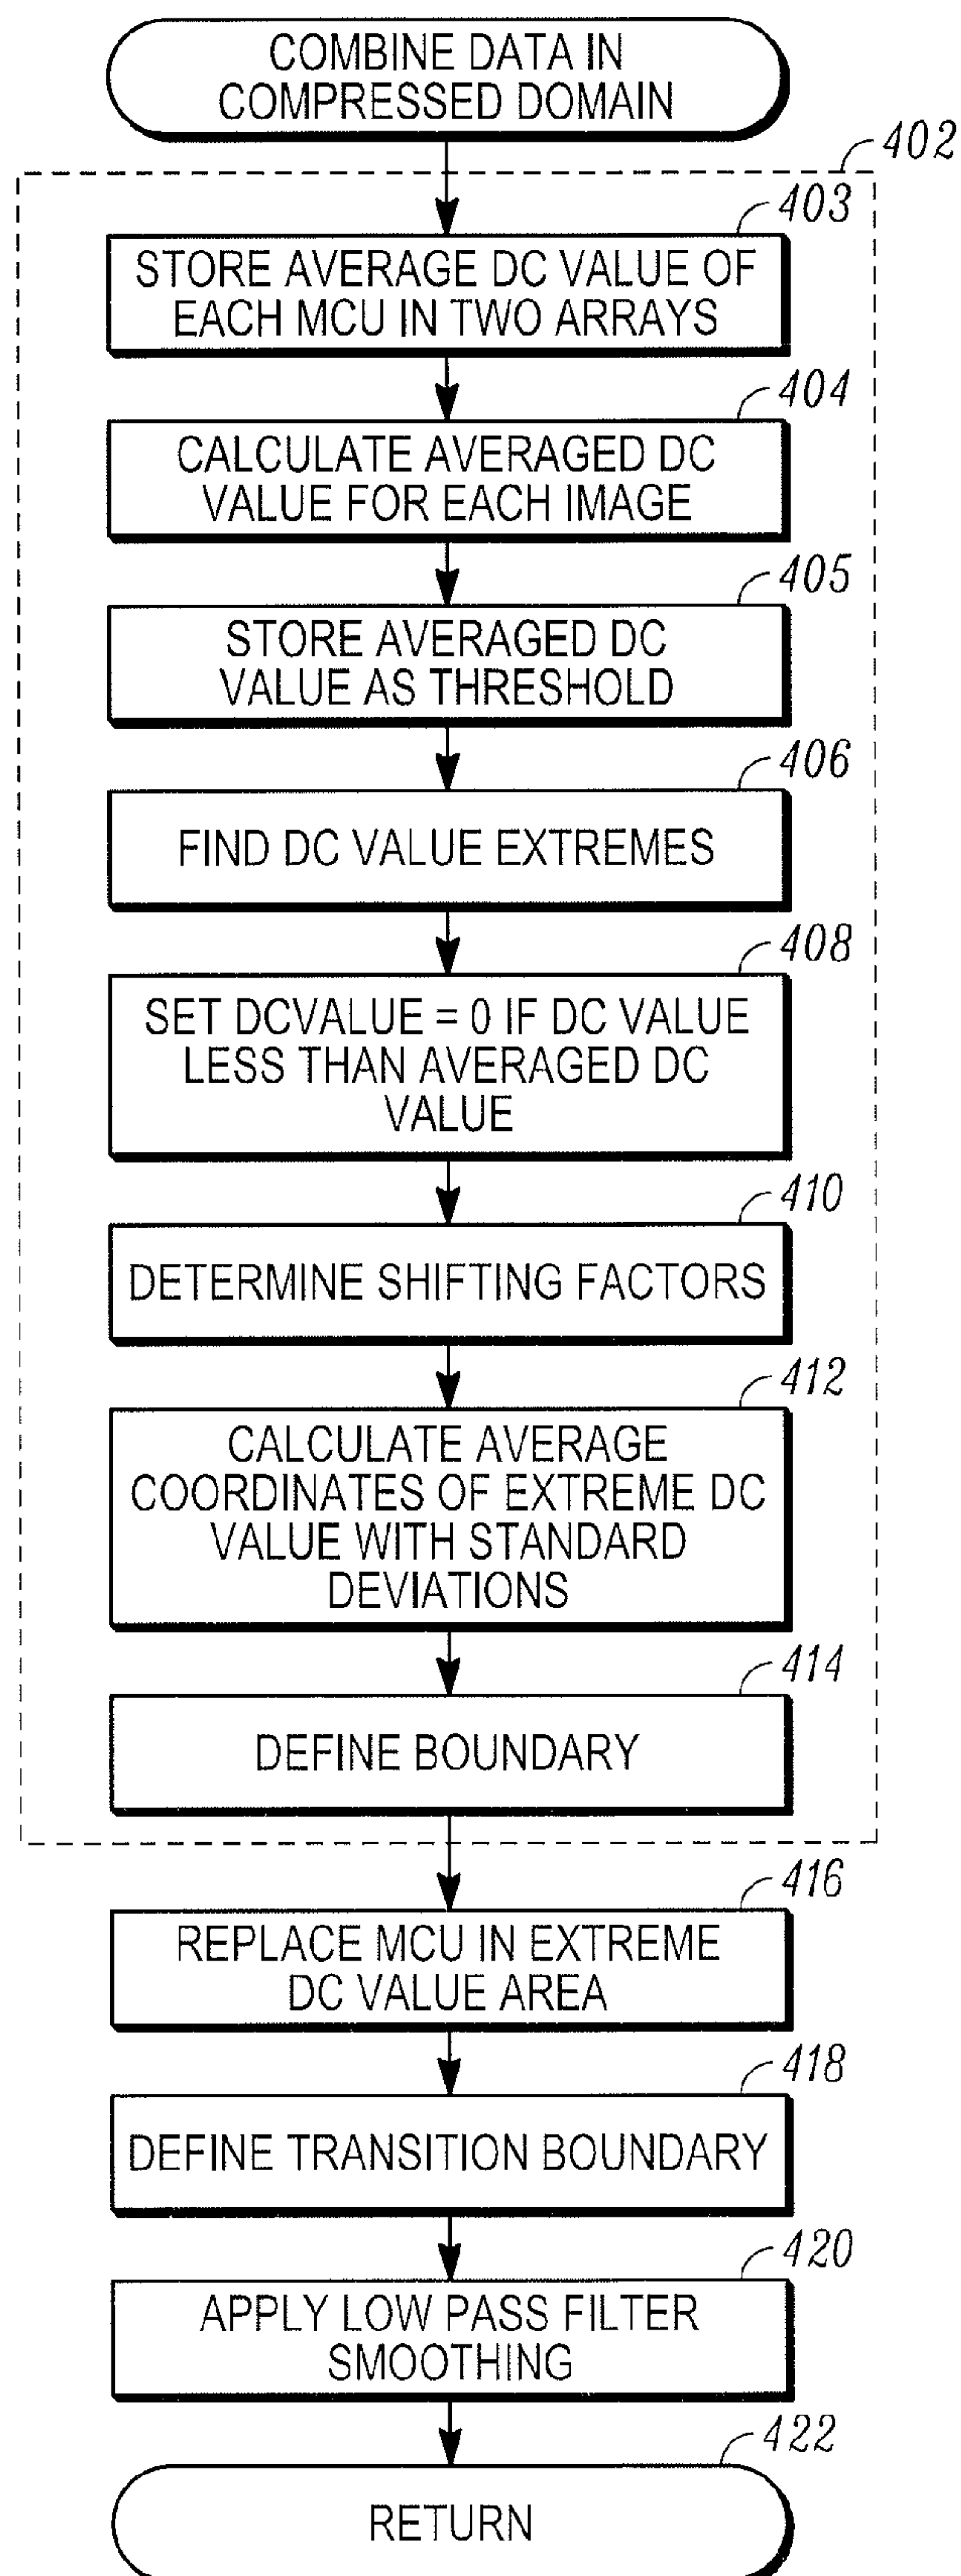 COMBINE DATA IN
COMPRESSED DOMAIN
402
403
STORE AVERAGE DC VALUE OF
EACH MCU IN TWO ARRAYS
404
CALCULATE AVERAGED DC
VALUE FOR EACH IMAGE
405
STORE AVERAGED DC
VALUE AS THRESHOLD
406
FIND DC VALUE EXTREMES
408
SET DCVALUE = 0 IF DC VALUE
LESS THAN AVERAGED DC
VALUE
410
DETERMINE SHIFTING FACTORS
412
CALCULATE AVERAGE
COORDINATES OF EXTREME DC
VALUE WITH STANDARD
DEVIATIONS
414
DEFINE BOUNDARY
416
REPLACE MCU IN EXTREME
DC VALUE AREA
418
DEFINE TRANSITION BOUNDARY
420
APPLY LOW PASS FILTER
SMOOTHING
422
RETURN